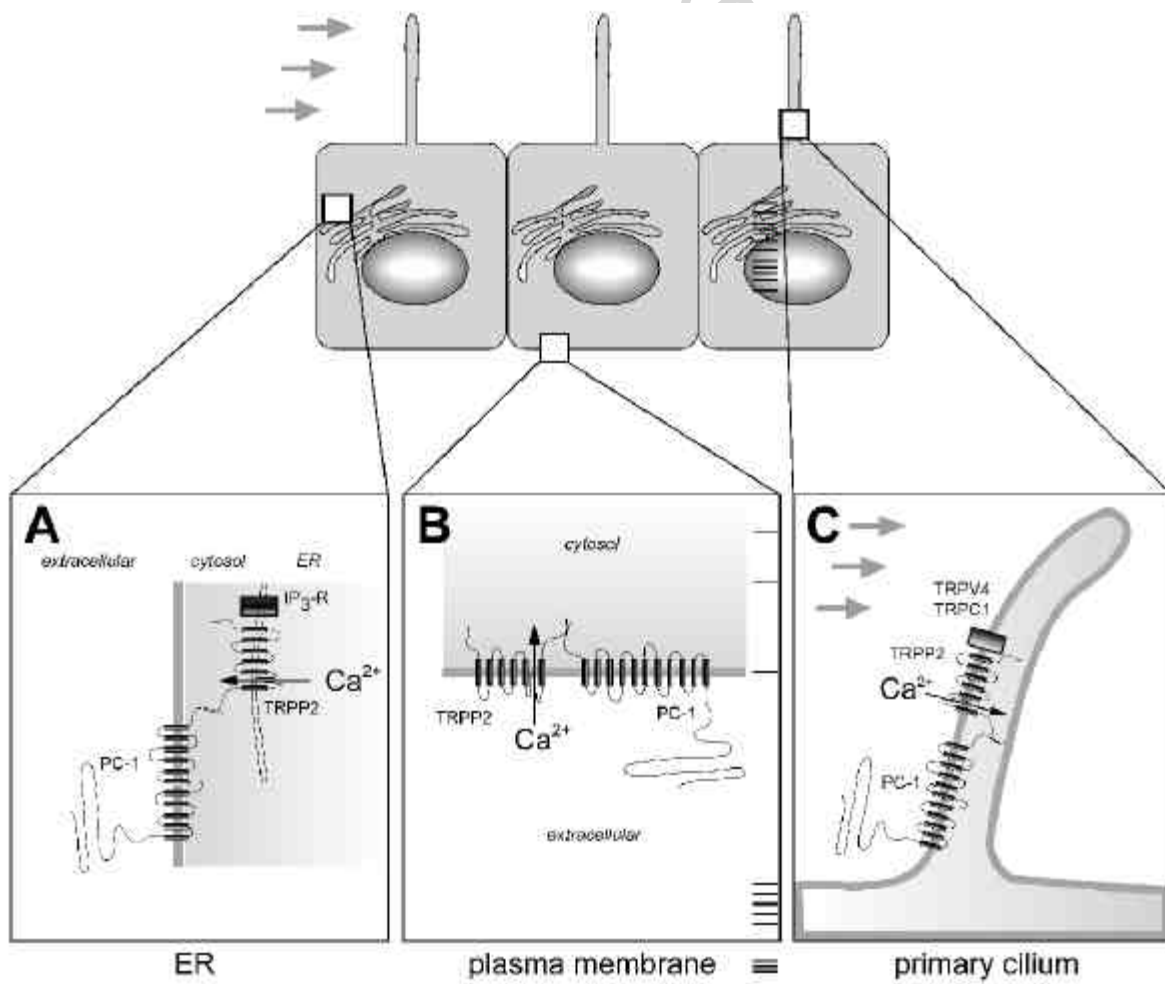 A
extracellular cytosol ER
IP3-R
Ca2+
TRPP2
PC-1
ER
B
cytosol
TRPP2
PC-1
Ca2+
extracellular
plasma membrane
C
TRPV4
TRPC1
TRPP2
Ca2+
PC-1
primary cilium